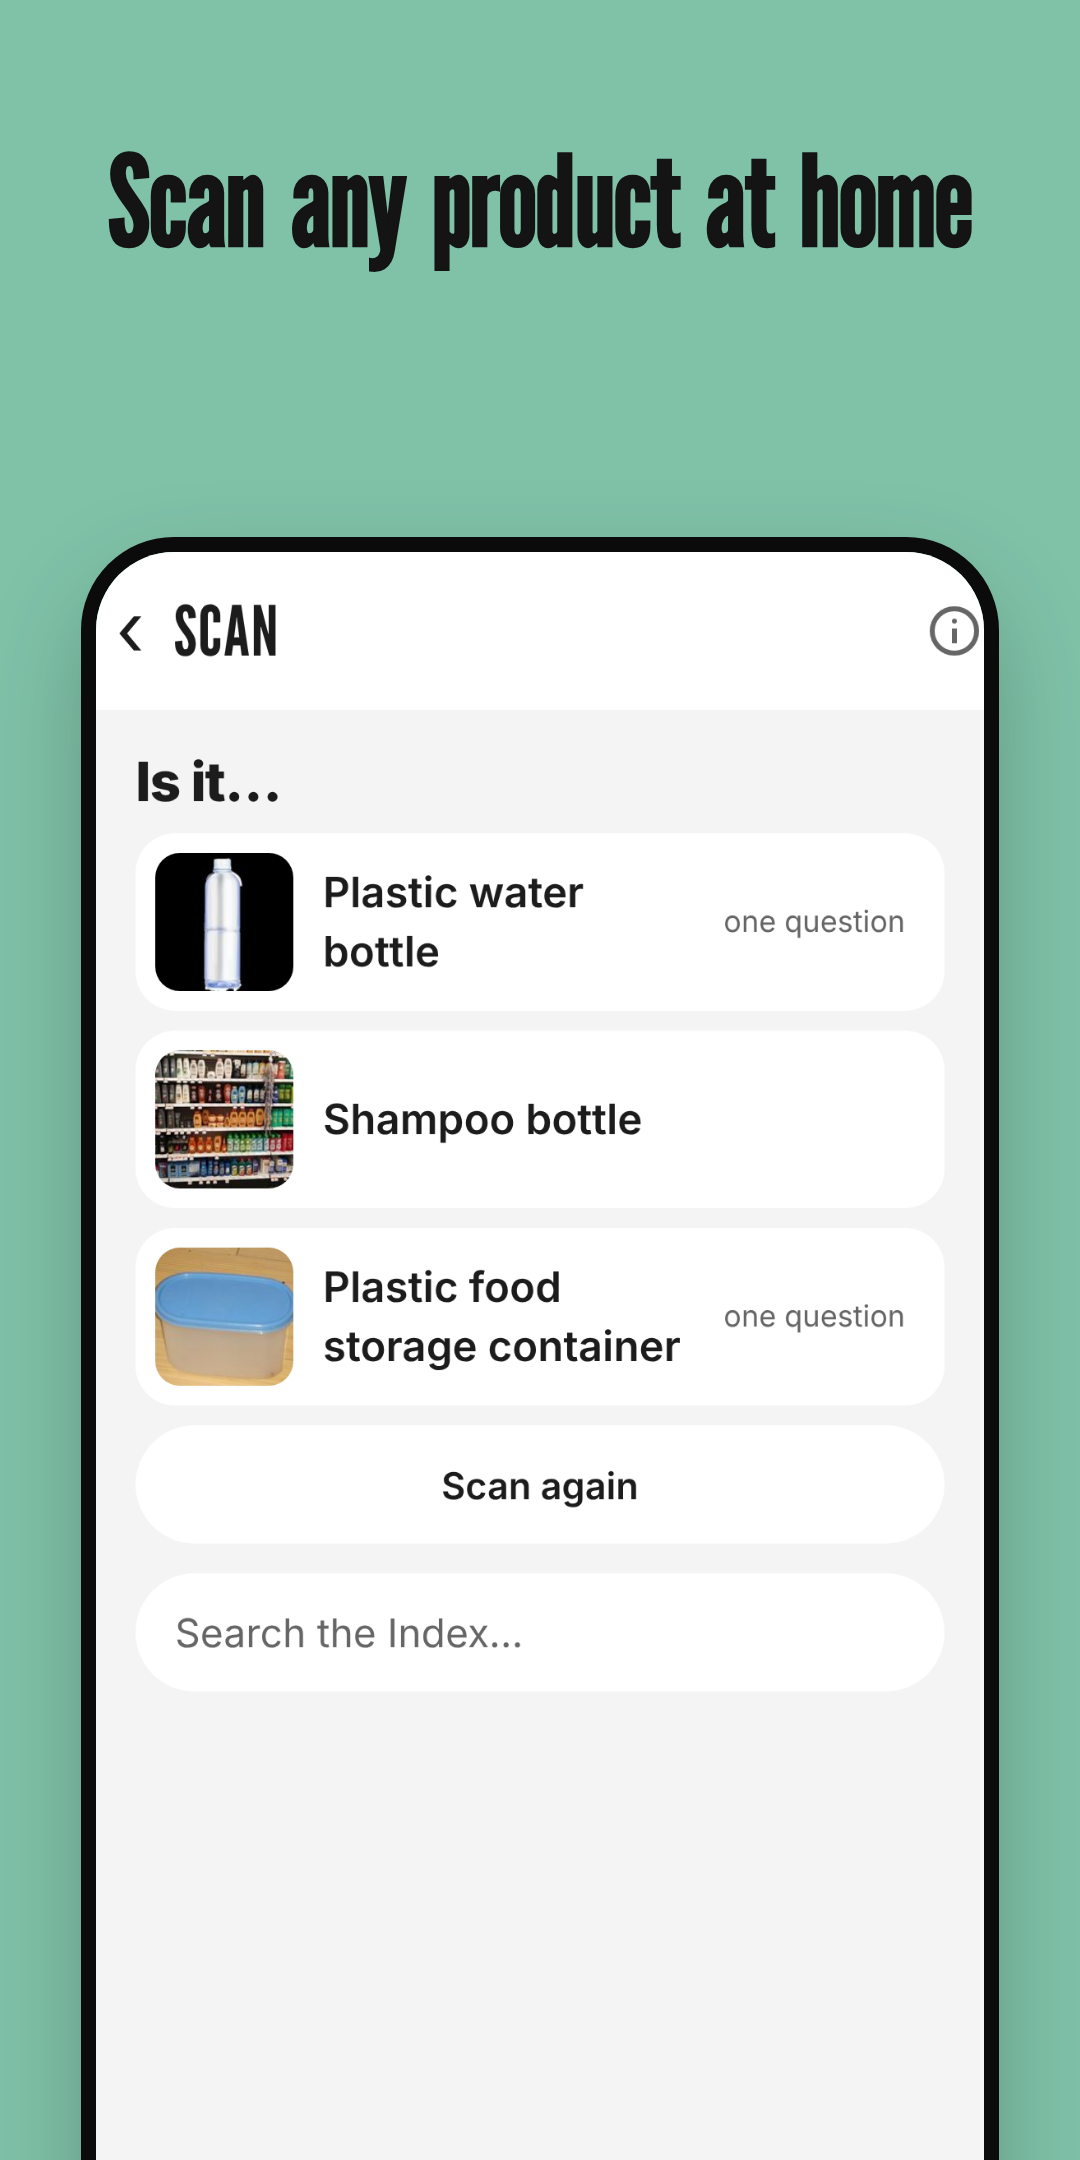 Scan any product at home
SCAN
Is it...
Plastic water
bottle
one question
Shampoo bottle
Plastic food
storage container
one question
Scan again
Search the Index...